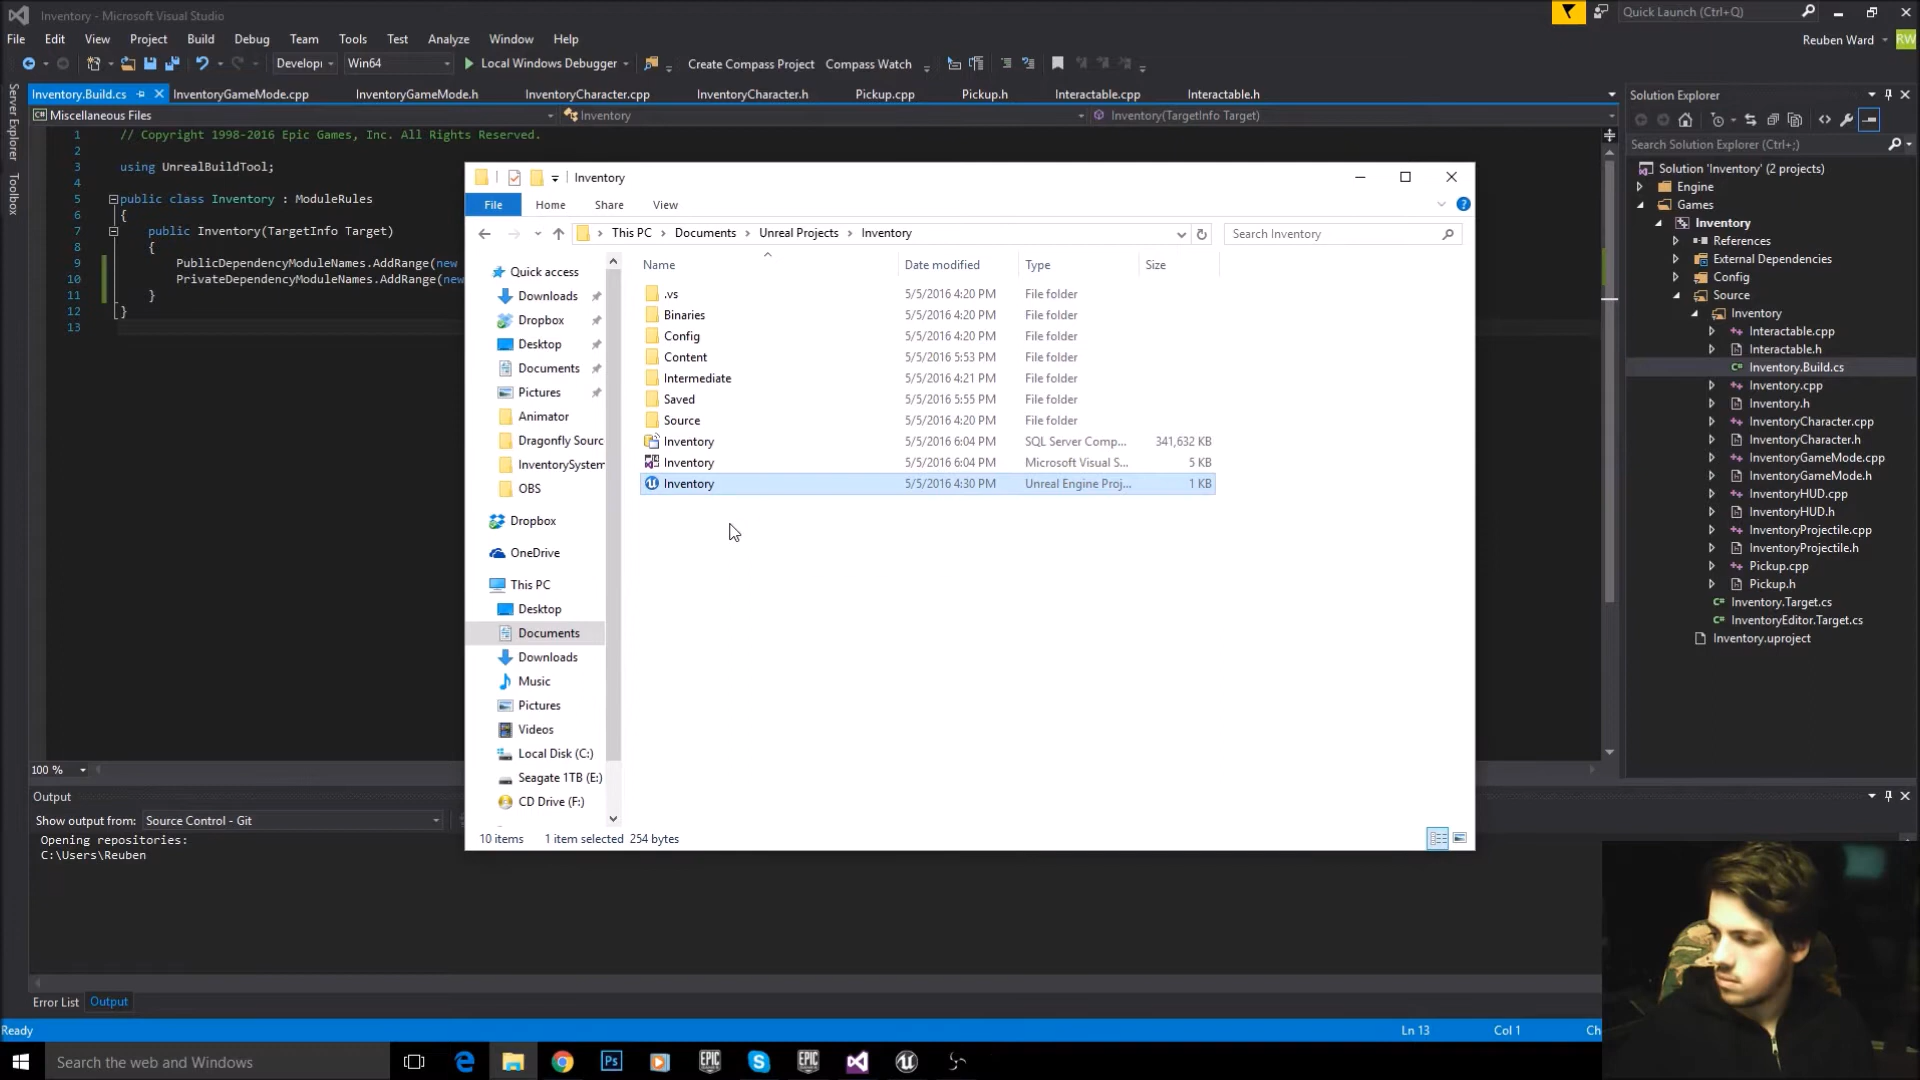 Inventory - Microsoft Visual Studio
Quick Launch (Ctrl+Q)
File Edit View Project Build Debug Team Tools Test Analyze Window Help
Reuben Ward RW
Developi Win64 Local Windows Debugger Create Compass Project Compass Watch
Server Explorer
Toolbox
Inventory.Build.cs InventoryGameMode.cpp InventoryGameMode.h InventoryCharacter.cpp InventoryCharacter.h Pickup.cpp Pickup.h Interactable.cpp Interactable.h
Miscellaneous Files Inventory Inventory(TargetInfo Target)
1 // Copyright 1998-2016 Epic Games, Inc. All Rights Reserved.
2
3 using UnrealBuildTool;
4
5 public class Inventory : ModuleRules
6 {
7 public Inventory(TargetInfo Target)
8 {
9 PublicDependencyModuleNames.AddRange(new
10 PrivateDependencyModuleNames.AddRange(new
11 }
12 }
13
100 %
Inventory
File Home Share View
This PC Documents Unreal Projects Inventory
Search Inventory
Quick access
Downloads
Dropbox
Desktop
Documents
Pictures
Animator
Dragonfly Sourc
InventorySystem
OBS
Dropbox
OneDrive
This PC
Desktop
Documents
Downloads
Music
Pictures
Videos
Local Disk (C:)
Seagate 1TB (E:)
CD Drive (F:)
Name Date modified Type Size
.vs 5/5/2016 4:20 PM File folder
Binaries 5/5/2016 4:20 PM File folder
Config 5/5/2016 4:20 PM File folder
Content 5/5/2016 5:53 PM File folder
Intermediate 5/5/2016 4:21 PM File folder
Saved 5/5/2016 5:55 PM File folder
Source 5/5/2016 4:20 PM File folder
Inventory 5/5/2016 6:04 PM SQL Server Comp... 341,632 KB
Inventory 5/5/2016 6:04 PM Microsoft Visual S... 5 KB
Inventory 5/5/2016 4:30 PM Unreal Engine Proj... 1 KB
10 items 1 item selected 254 bytes
Solution Explorer
Search Solution Explorer (Ctrl+;)
Solution 'Inventory' (2 projects)
Engine
Games
Inventory
References
External Dependencies
Config
Source
Inventory
Interactable.cpp
Interactable.h
Inventory.Build.cs
Inventory.cpp
Inventory.h
InventoryCharacter.cpp
InventoryCharacter.h
InventoryGameMode.cpp
InventoryGameMode.h
InventoryHUD.cpp
InventoryHUD.h
InventoryProjectile.cpp
InventoryProjectile.h
Pickup.cpp
Pickup.h
Inventory.Target.cs
InventoryEditor.Target.cs
Inventory.uproject
Output
Show output from: Source Control - Git
Opening repositories:
C:\Users\Reuben
Error List Output
Ready Ln 13 Col 1 Ch
Search the web and Windows
Ps
EPIC
EPIC